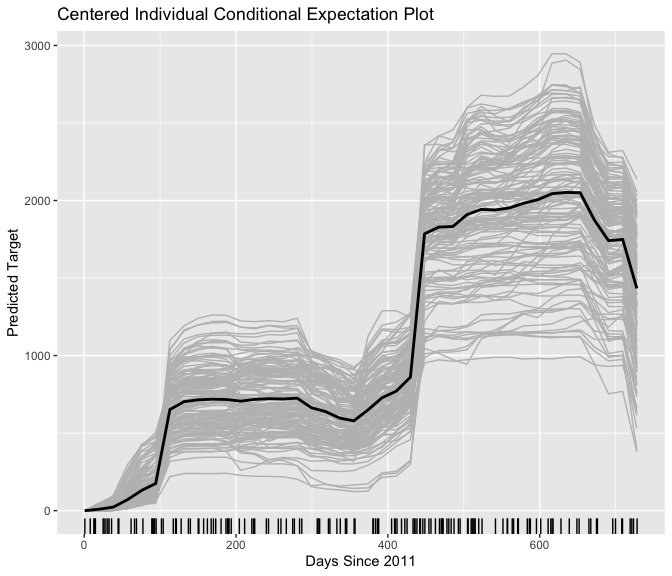 Centered Individual Conditional Expectation Plot
3000
2000
1000
0
Predicted Target
0 200 400 600
Days Since 2011